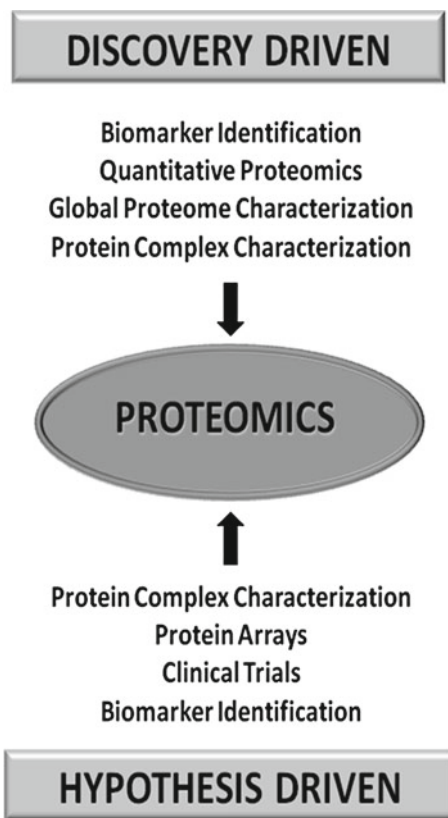 DISCOVERY DRIVEN
Biomarker Identification
Quantitative Proteomics
Global Proteome Characterization
Protein Complex Characterization
PROTEOMICS
Protein Complex Characterization
Protein Arrays
Clinical Trials
Biomarker Identification
HYPOTHESIS DRIVEN